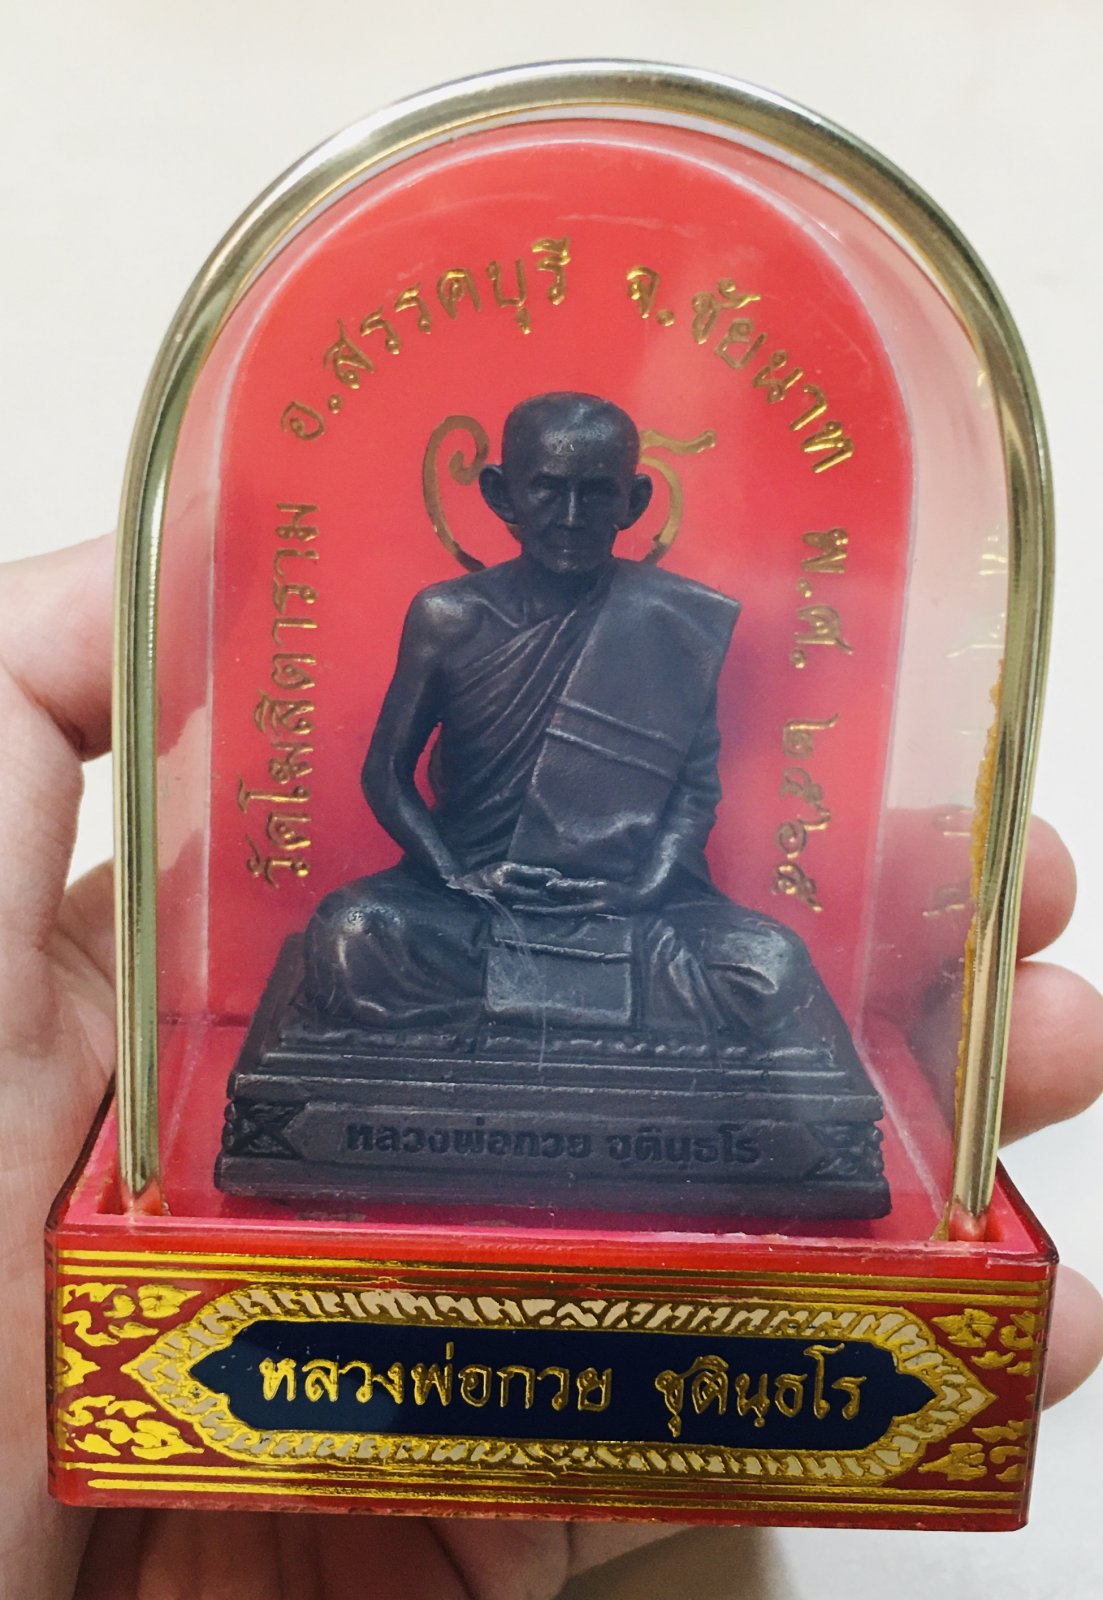 วัดโฆสิตาราม อ.สรรคบุรี จ.ชัยนาท พ.ศ. ๒๕๖๕
หลวงพ่อกวย ชุตินฺธโร
หลวงพ่อกวย ชุตินฺธโร